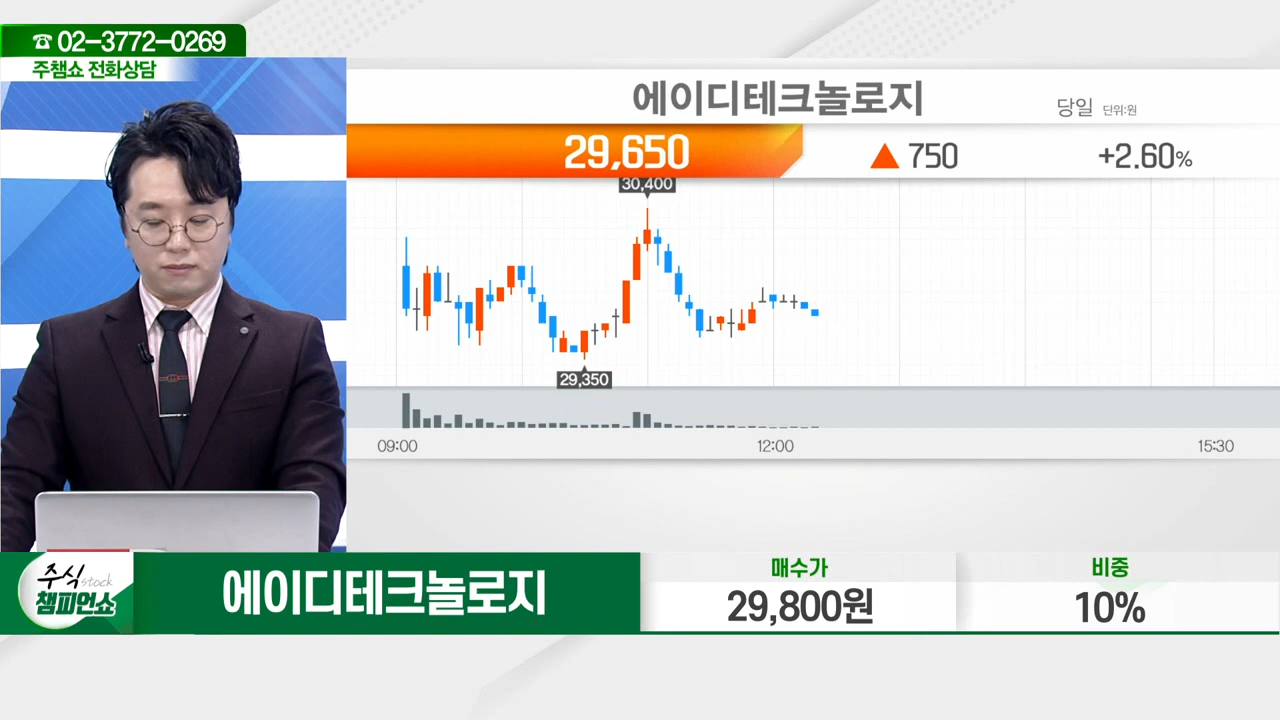 ☎ 02-3772-0269
주챔쇼 전화상담
에이디테크놀로지
당일 단위:원
29,650 ▲ 750 +2.60%
30,400
29,350
09:00 12:00 15:30
주식 stock
챔피언쇼
에이디테크놀로지
매수가
29,800원
비중
10%